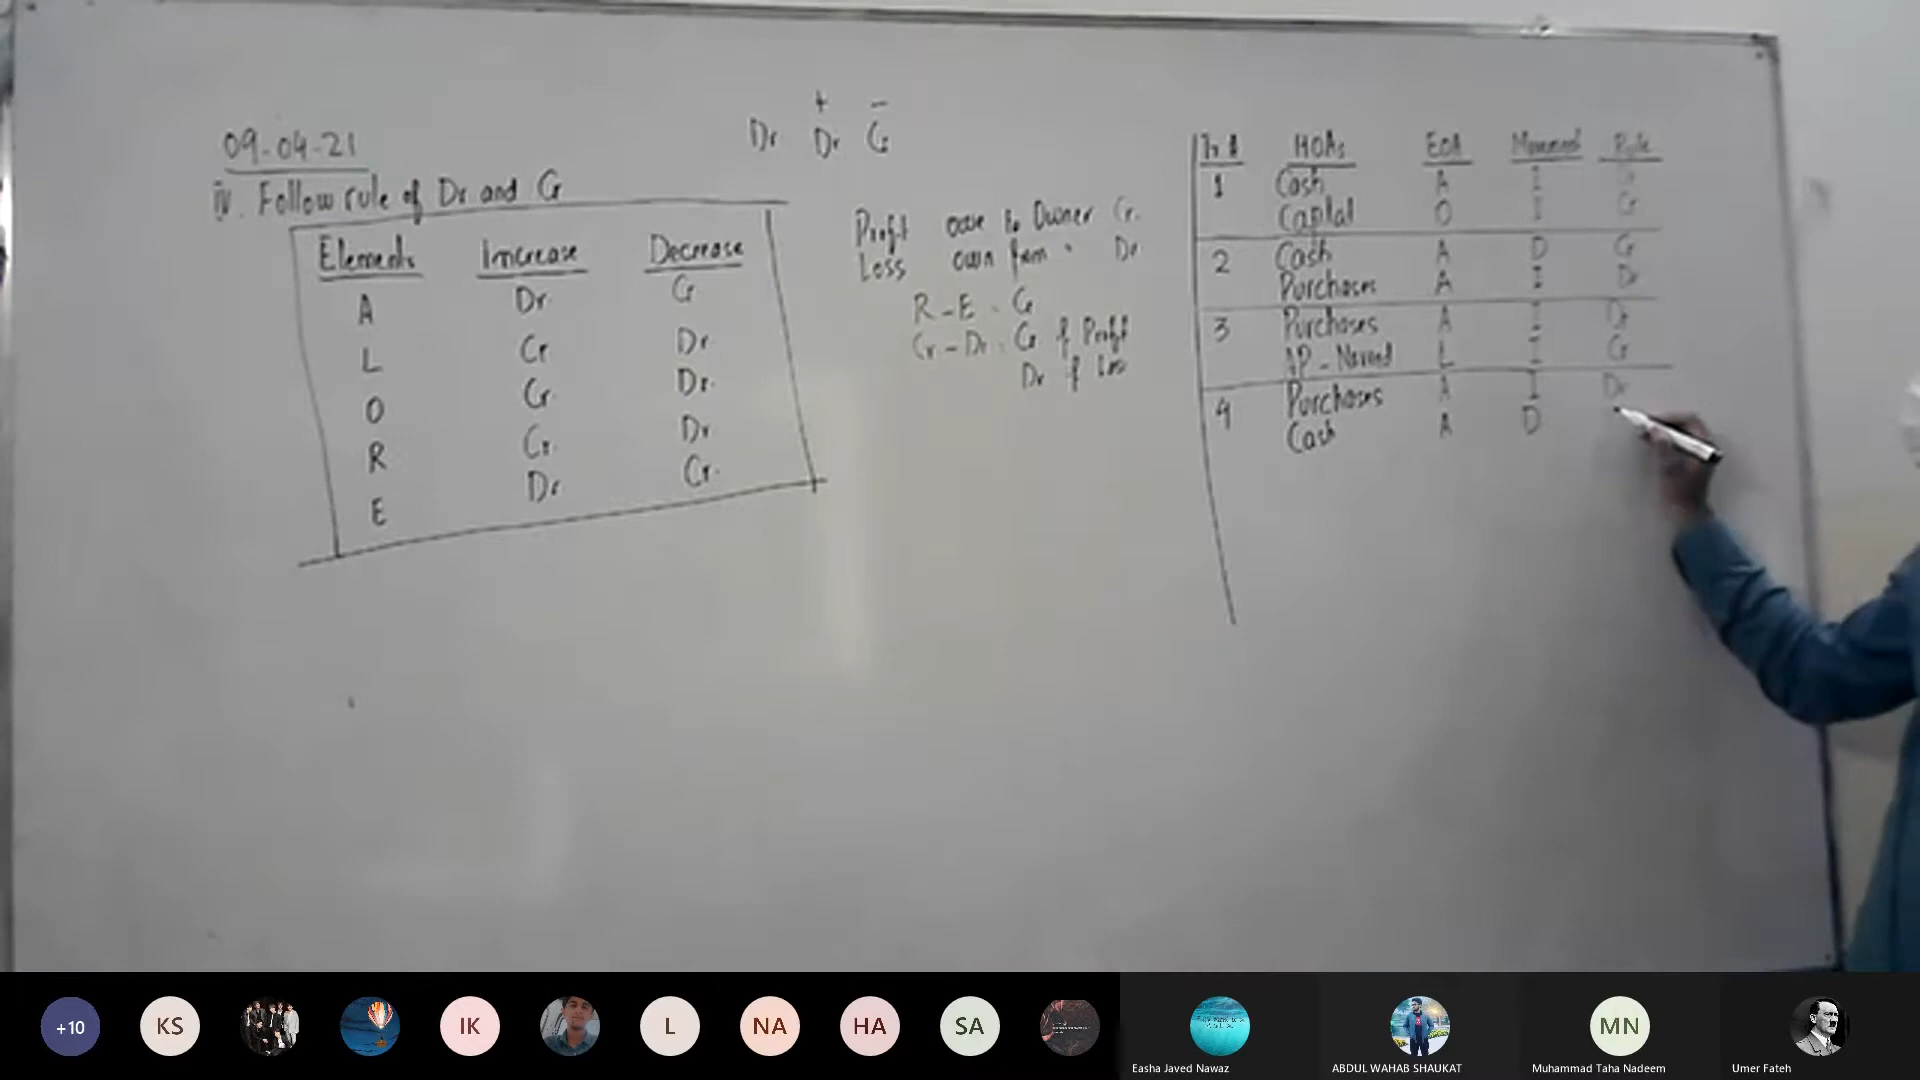 09-04-21
iv. Follow rule of Dr and Cr
Elements Increase Decrease
A Dr Cr
L Cr Dr
O Cr Dr.
R Cr. Dr
E Dr Cr.
+ -
Dr Dr Cr
Profit owe to Owner Cr.
Loss own from " Dr
R - E - Cr
Cr - Dr - Cr if Profit
Dr if Loss
Tr # HOAs EOA Movement Rule
1 Cash A I
Capital O I Cr
2 Cash A D Cr
Purchases A I Dr
3 Purchases A I Dr
AP - Naveed L I Cr
4 Purchases A I Dr
Cash A D
+10
KS
IK
L
NA
HA
SA
Easha Javed Nawaz
ABDUL WAHAB SHAUKAT
MN
Muhammad Taha Nadeem
Umer Fateh